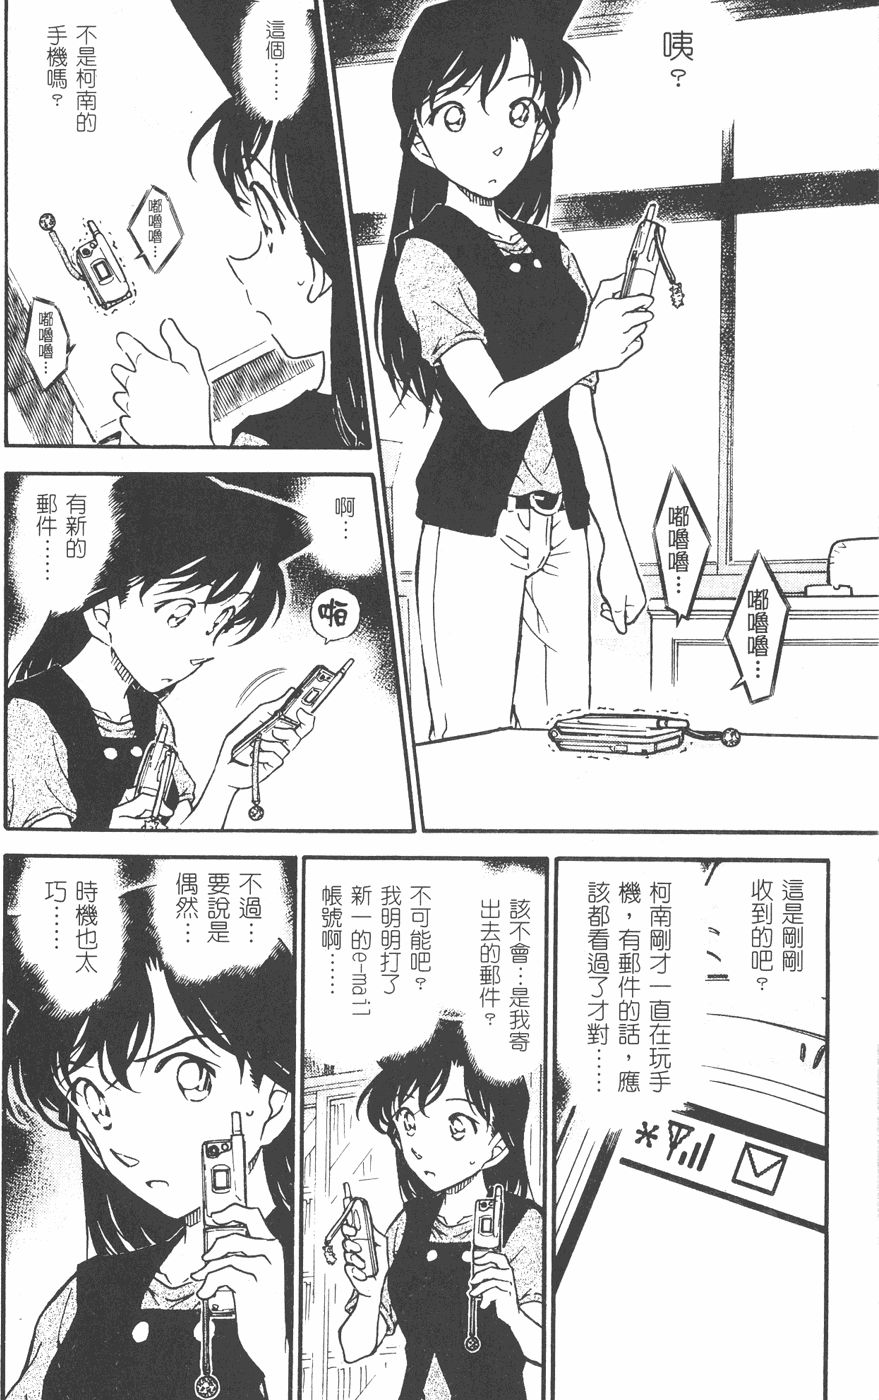 咦?
嘟嚕嚕…
嘟嚕嚕…
這個……
不是柯南的
手機嗎?
嘟嚕嚕…
嘟嚕嚕…
啊…
有新的
郵件……
啪
這是剛剛
收到的吧?
柯南剛才一直在玩手
機，有郵件的話，應
該都看過了才對……
該不會…是我寄
出去的郵件?
不可能吧?
我明明打了
新一的e-mail
帳號啊……
不過…
要說是
偶然…
時機也太
巧……